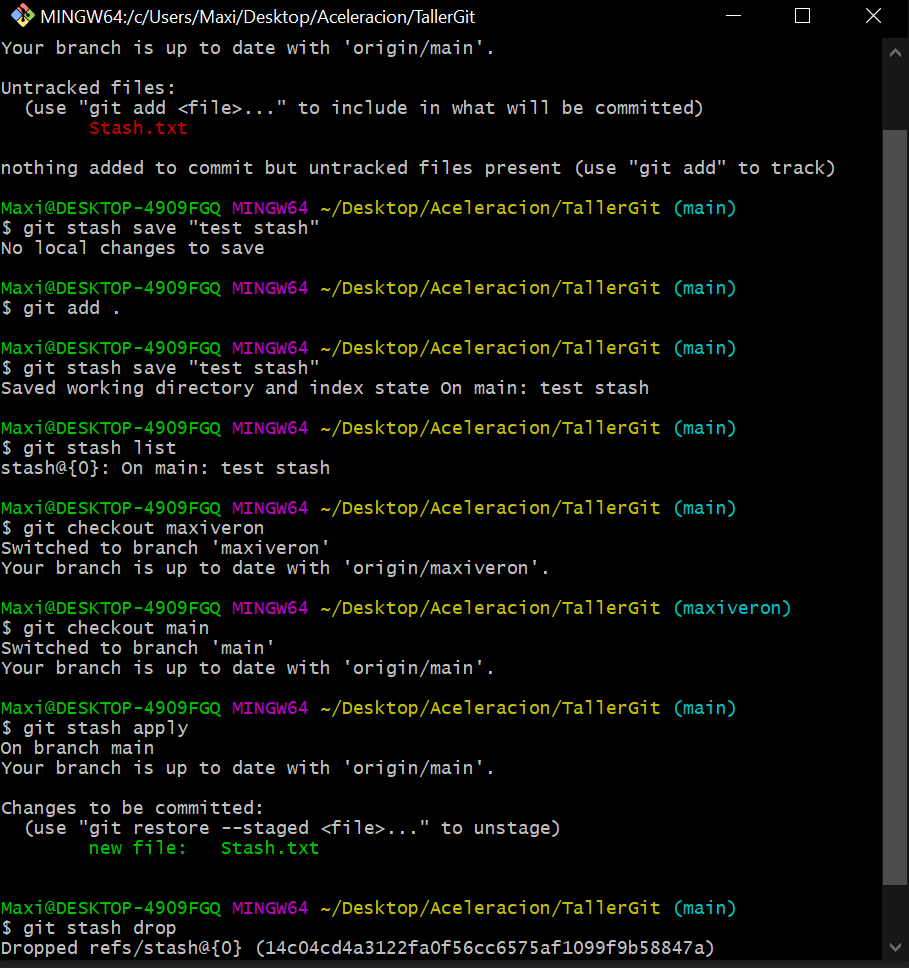 MINGW64:/c/Users/Maxi/Desktop/Aceleracion/TallerGit
Your branch is up to date with 'origin/main'.
Untracked files:
(use "git add <file>..." to include in what will be committed)
Stash.txt
nothing added to commit but untracked files present (use "git add" to track)
Maxi@DESKTOP-4909FGQ MINGW64 ~/Desktop/Aceleracion/TallerGit (main)
$ git stash save "test stash"
No local changes to save
Maxi@DESKTOP-4909FGQ MINGW64 ~/Desktop/Aceleracion/TallerGit (main)
$ git add .
Maxi@DESKTOP-4909FGQ MINGW64 ~/Desktop/Aceleracion/TallerGit (main)
$ git stash save "test stash"
Saved working directory and index state On main: test stash
Maxi@DESKTOP-4909FGQ MINGW64 ~/Desktop/Aceleracion/TallerGit (main)
$ git stash list
stash@{0}: On main: test stash
Maxi@DESKTOP-4909FGQ MINGW64 ~/Desktop/Aceleracion/TallerGit (main)
$ git checkout maxiveron
Switched to branch 'maxiveron'
Your branch is up to date with 'origin/maxiveron'.
Maxi@DESKTOP-4909FGQ MINGW64 ~/Desktop/Aceleracion/TallerGit (maxiveron)
$ git checkout main
Switched to branch 'main'
Your branch is up to date with 'origin/main'.
Maxi@DESKTOP-4909FGQ MINGW64 ~/Desktop/Aceleracion/TallerGit (main)
$ git stash apply
On branch main
Your branch is up to date with 'origin/main'.
Changes to be committed:
(use "git restore --staged <file>..." to unstage)
new file:   Stash.txt
Maxi@DESKTOP-4909FGQ MINGW64 ~/Desktop/Aceleracion/TallerGit (main)
$ git stash drop
Dropped refs/stash@{0} (14c04cd4a3122fa0f56cc6575af1099f9b58847a)